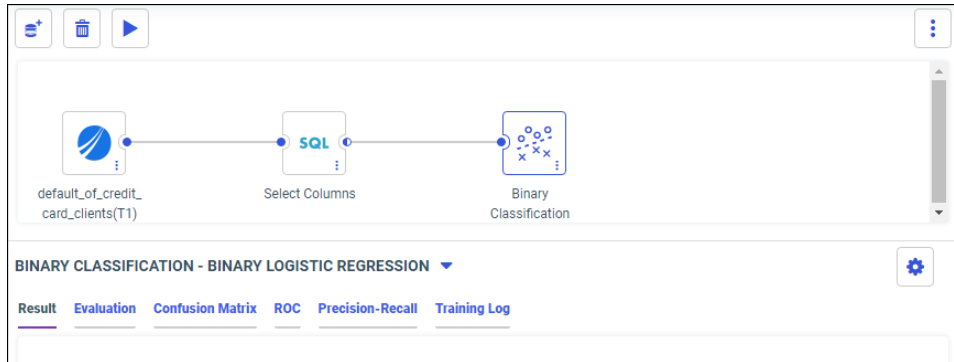 SQL
default_of_credit_
card_clients(T1)
Select Columns
Binary
Classification
BINARY CLASSIFICATION - BINARY LOGISTIC REGRESSION
Result Evaluation Confusion Matrix ROC Precision-Recall Training Log